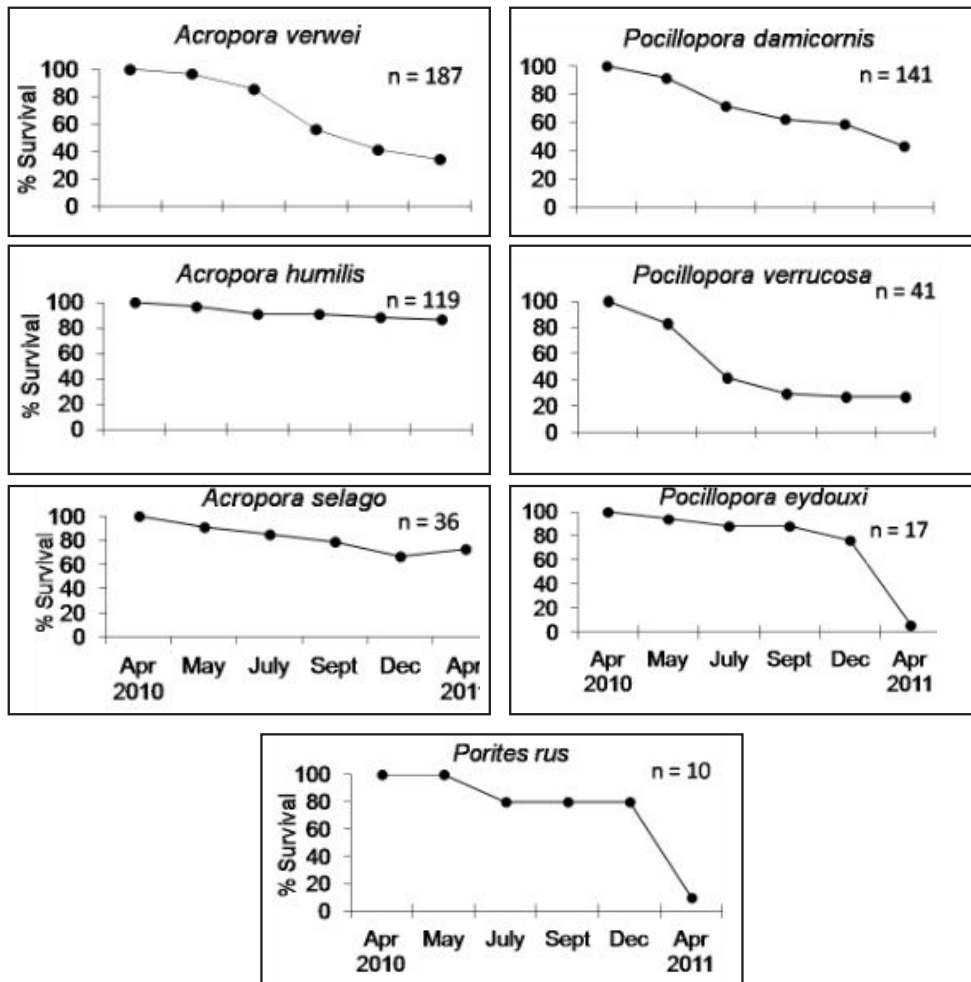 Acropora verwei
n = 187
% Survival
100
80
60
40
20
0
Pocillopora damicornis
n = 141
100
80
60
40
20
0
Acropora humilis
n = 119
% Survival
100
80
60
40
20
0
Pocillopora verrucosa
n = 41
100
80
60
40
20
0
Acropora selago
n = 36
% Survival
100
80
60
40
20
0
Apr May July Sept Dec Apr
2010 201
Pocillopora eydouxi
n = 17
100
80
60
40
20
0
Apr May July Sept Dec Apr
2010 2011
Porites rus
n = 10
% Survival
100
80
60
40
20
0
Apr May July Sept Dec Apr
2010 2011